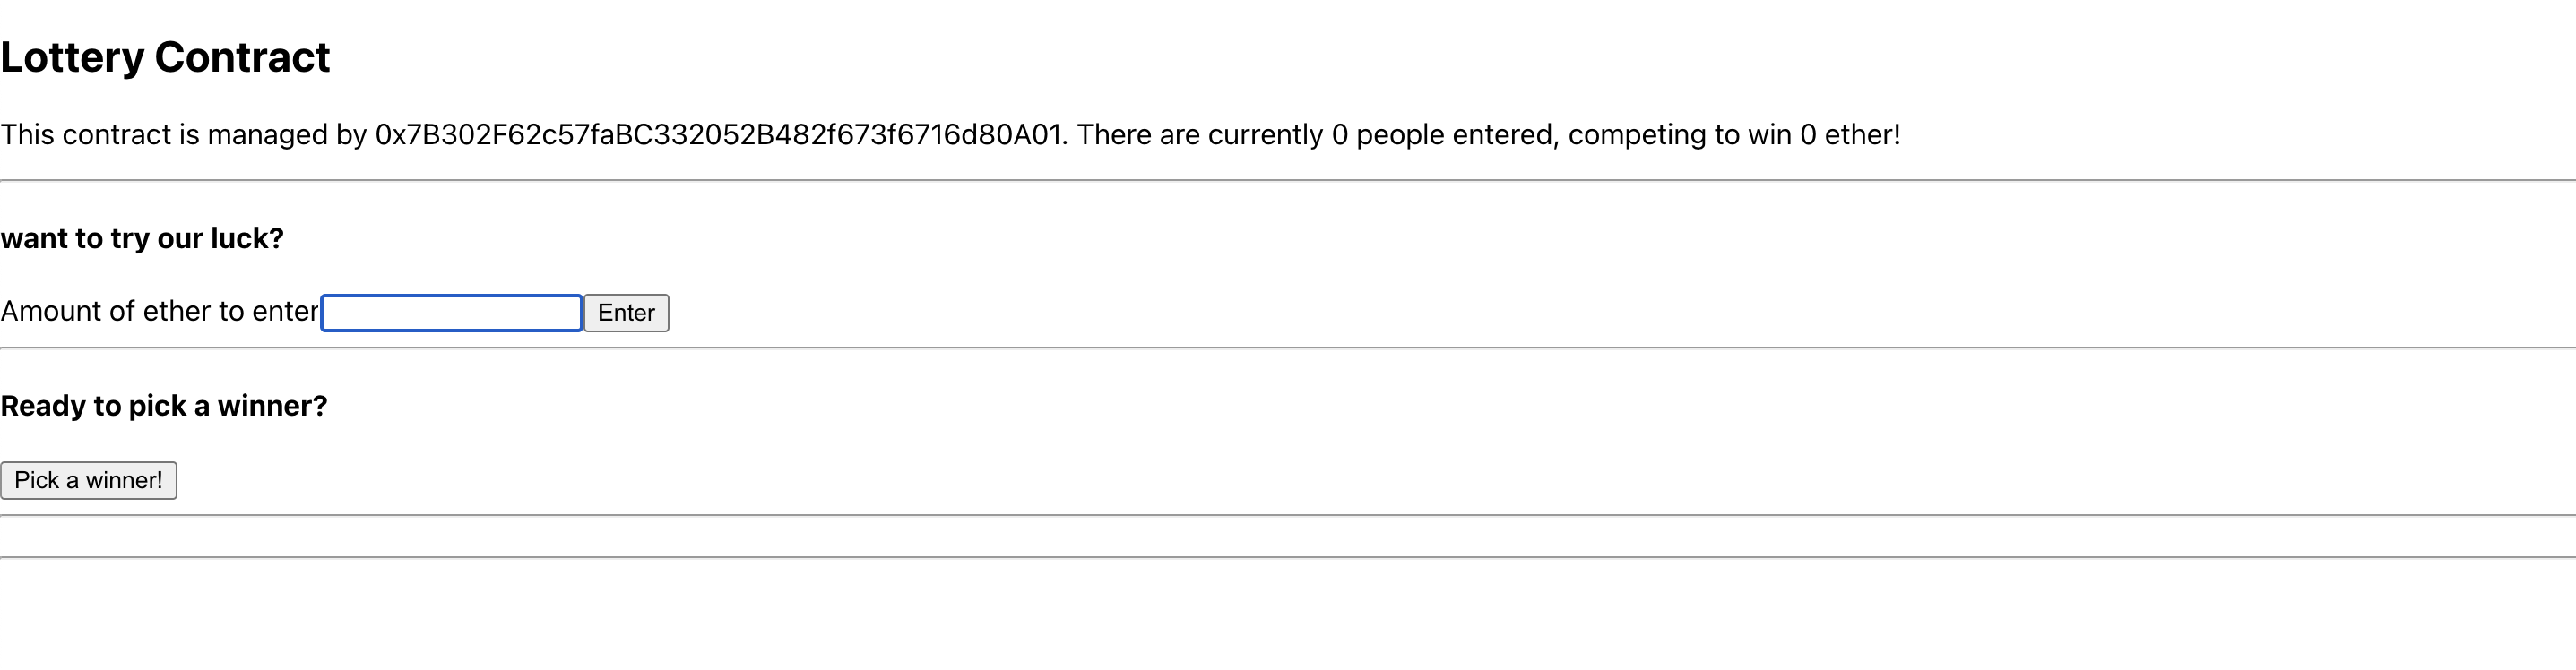 Lottery Contract
This contract is managed by 0x7B302F62c57faBC332052B482f673f6716d80A01. There are currently 0 people entered, competing to win 0 ether!
want to try our luck?
Amount of ether to enter Enter
Ready to pick a winner?
Pick a winner!